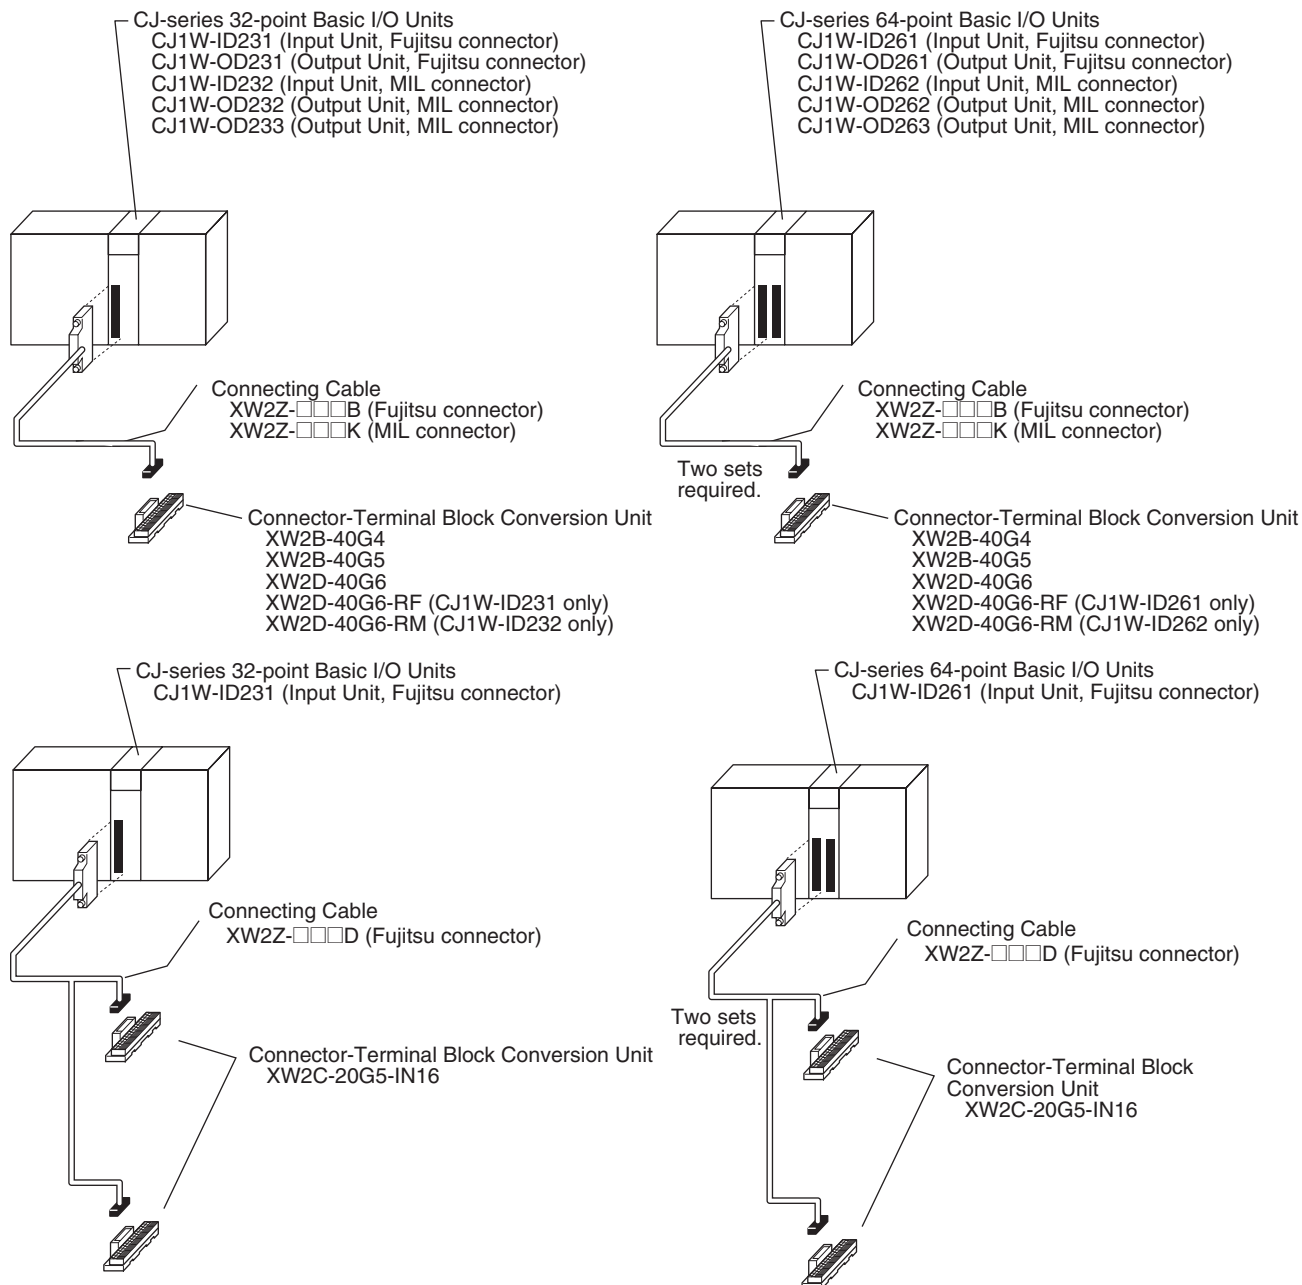 CJ-series 32-point Basic I/O Units
CJ1W-ID231 (Input Unit, Fujitsu connector)
CJ1W-OD231 (Output Unit, Fujitsu connector)
CJ1W-ID232 (Input Unit, MIL connector)
CJ1W-OD232 (Output Unit, MIL connector)
CJ1W-OD233 (Output Unit, MIL connector)
Connecting Cable
XW2Z-□□□B (Fujitsu connector)
XW2Z-□□□K (MIL connector)
Connector-Terminal Block Conversion Unit
XW2B-40G4
XW2B-40G5
XW2D-40G6
XW2D-40G6-RF (CJ1W-ID231 only)
XW2D-40G6-RM (CJ1W-ID232 only)
CJ-series 64-point Basic I/O Units
CJ1W-ID261 (Input Unit, Fujitsu connector)
CJ1W-OD261 (Output Unit, Fujitsu connector)
CJ1W-ID262 (Input Unit, MIL connector)
CJ1W-OD262 (Output Unit, MIL connector)
CJ1W-OD263 (Output Unit, MIL connector)
Connecting Cable
XW2Z-□□□B (Fujitsu connector)
XW2Z-□□□K (MIL connector)
Two sets
required.
Connector-Terminal Block Conversion Unit
XW2B-40G4
XW2B-40G5
XW2D-40G6
XW2D-40G6-RF (CJ1W-ID261 only)
XW2D-40G6-RM (CJ1W-ID262 only)
CJ-series 32-point Basic I/O Units
CJ1W-ID231 (Input Unit, Fujitsu connector)
Connecting Cable
XW2Z-□□□D (Fujitsu connector)
Connector-Terminal Block Conversion Unit
XW2C-20G5-IN16
CJ-series 64-point Basic I/O Units
CJ1W-ID261 (Input Unit, Fujitsu connector)
Connecting Cable
XW2Z-□□□D (Fujitsu connector)
Two sets
required.
Connector-Terminal Block
Conversion Unit
XW2C-20G5-IN16